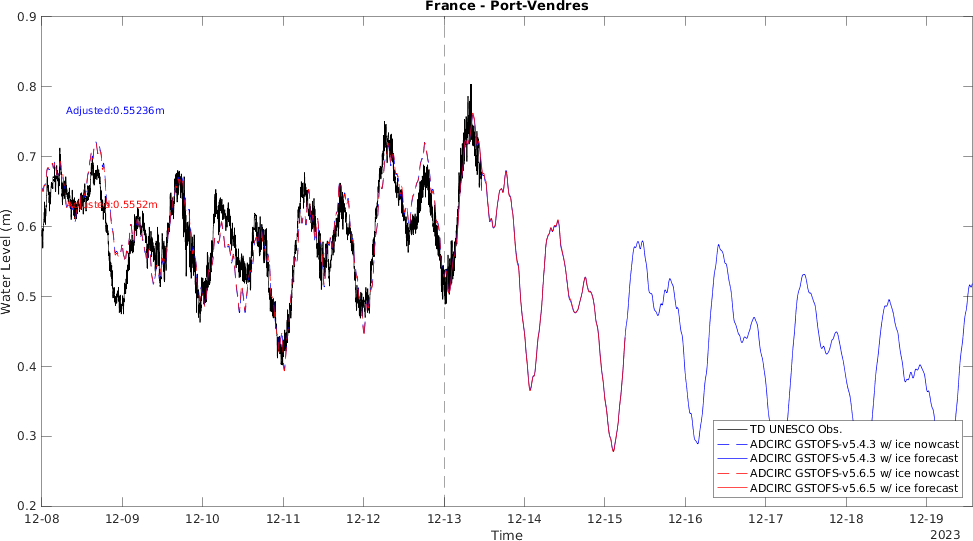 France - Port-Vendres
0.9
0.8
0.7
0.6
0.5
0.4
0.3
0.2
Water Level (m)
Adjusted:0.55236m
Adjusted:0.5552m
TD UNESCO Obs.
ADCIRC GSTOFS-v5.4.3 w/ ice nowcast
ADCIRC GSTOFS-v5.4.3 w/ ice forecast
ADCIRC GSTOFS-v5.6.5 w/ ice nowcast
ADCIRC GSTOFS-v5.6.5 w/ ice forecast
12-08 12-09 12-10 12-11 12-12 12-13 12-14 12-15 12-16 12-17 12-18 12-19
Time
2023